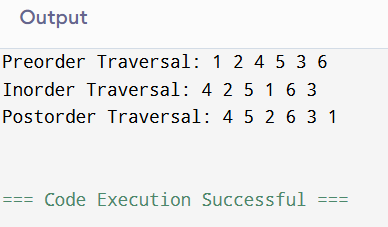 Output
Preorder Traversal: 1 2 4 5 3 6
Inorder Traversal: 4 2 5 1 6 3
Postorder Traversal: 4 5 2 6 3 1
=== Code Execution Successful ===